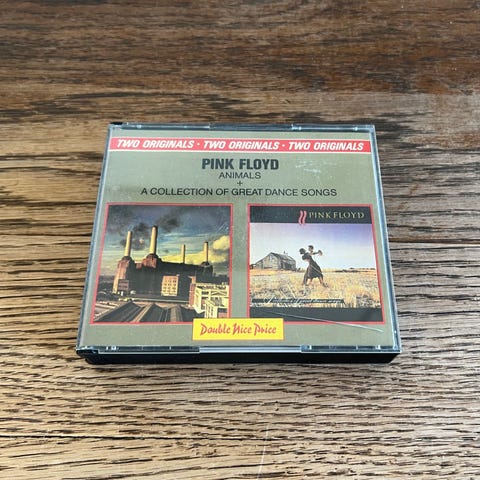 TWO ORIGINALS · TWO ORIGINALS · TWO ORIGINALS
PINK FLOYD
ANIMALS
+
A COLLECTION OF GREAT DANCE SONGS
PINK FLOYD
Double Nice Price